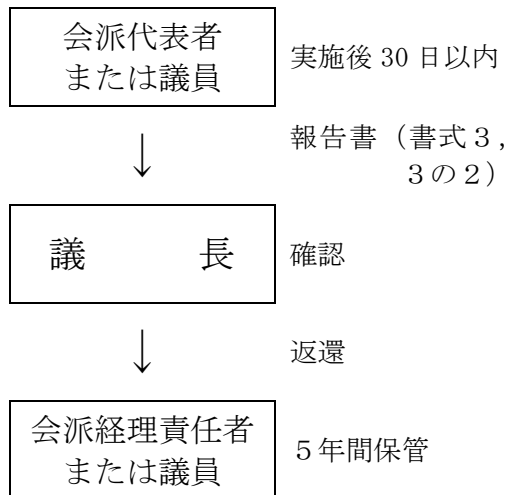 会派代表者
または議員
実施後 30 日以内
報告書（書式３，
３の２）
議　　長
確認
返還
会派経理責任者
または議員
５年間保管